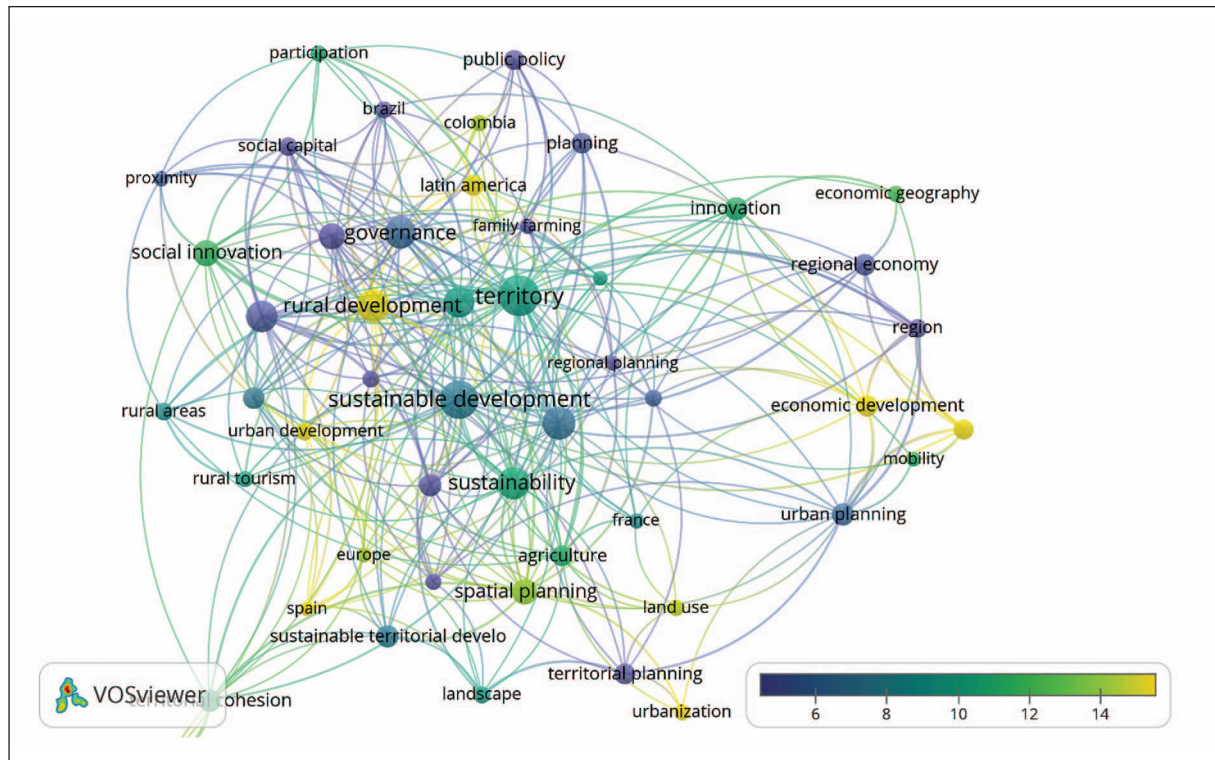 participation
public policy
brazil
colombia
social capital
planning
proximity
latin america
economic geography
innovation
family farming
governance
social innovation
regional economy
rural development
territory
region
regional planning
sustainable development
economic development
rural areas
urban development
mobility
rural tourism
sustainability
urban planning
france
europe
agriculture
spatial planning
spain
land use
sustainable territorial develo
territorial planning
VOSviewer
territorial cohesion
landscape
urbanization
6 8 10 12 14